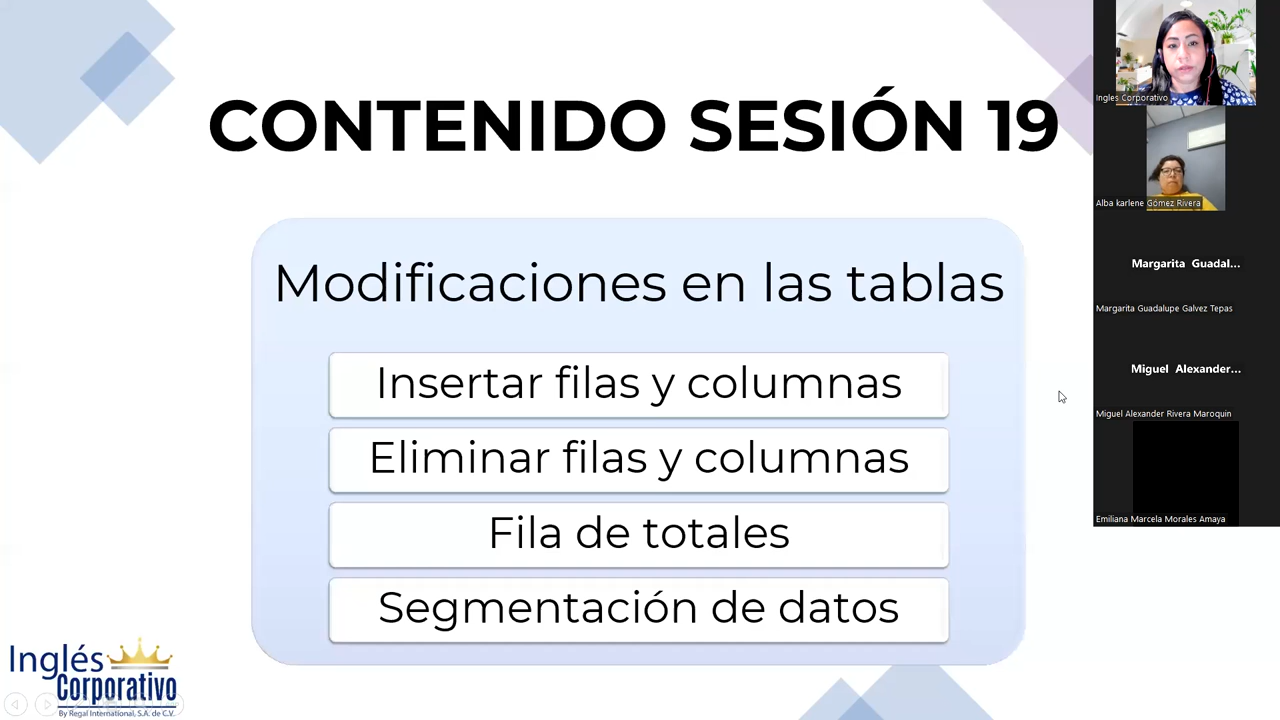 CONTENIDO SESIÓN 19
Modificaciones en las tablas
Insertar filas y columnas
Eliminar filas y columnas
Fila de totales
Segmentación de datos
Inglés
Corporativo
By Regal International, S.A. de C.V.
Ingles Corporativo
Alba karlene Gómez Rivera
Margarita Guadal...
Margarita Guadalupe Galvez Tepas
Miguel Alexander...
Miguel Alexander Rivera Maroquin
Emiliana Marcela Morales Amaya